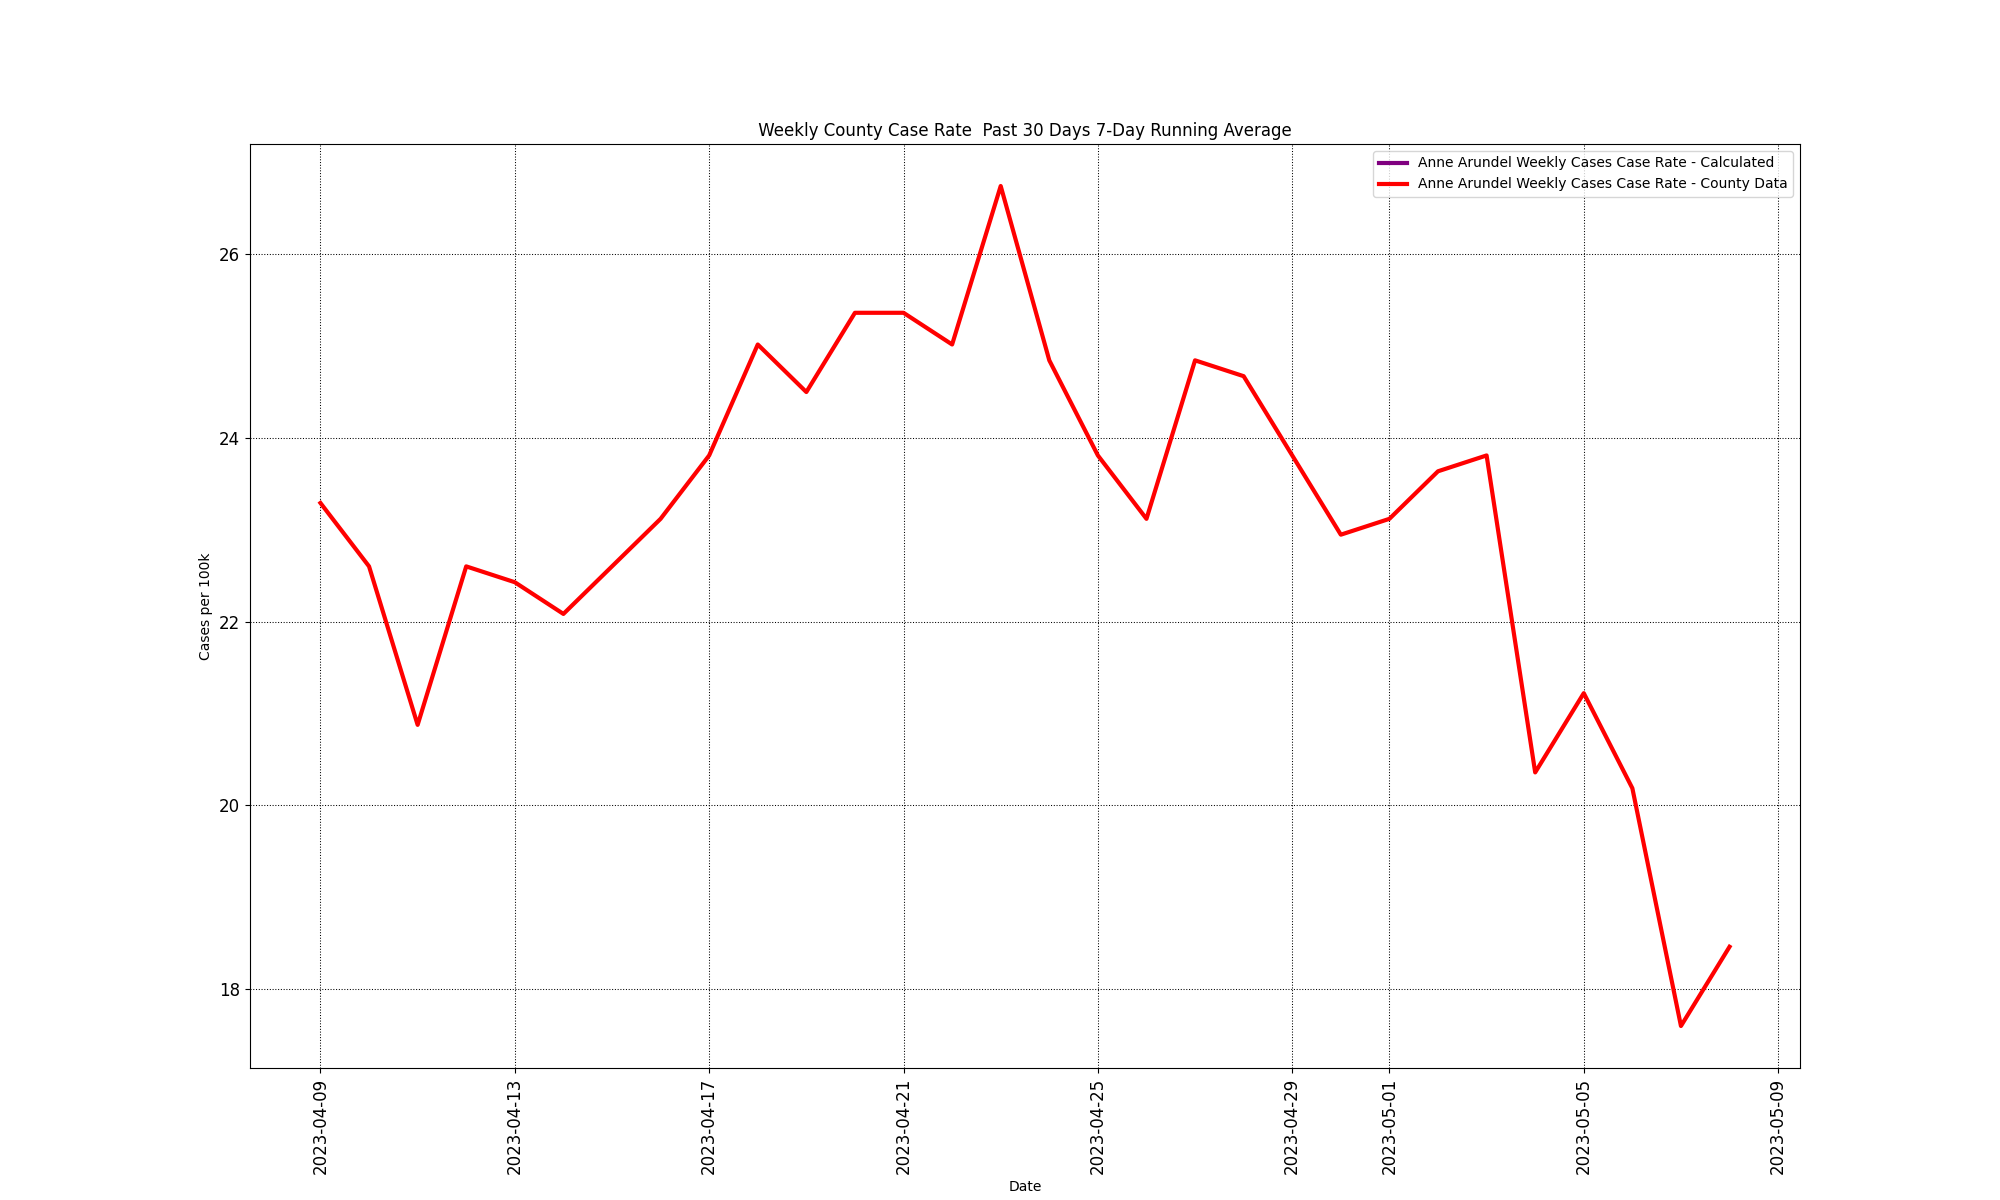 Weekly County Case Rate  Past 30 Days 7-Day Running Average
Anne Arundel Weekly Cases Case Rate - Calculated
Anne Arundel Weekly Cases Case Rate - County Data
Cases per 100k
26
24
22
20
18
2023-04-09
2023-04-13
2023-04-17
2023-04-21
2023-04-25
2023-04-29
2023-05-01
2023-05-05
2023-05-09
Date